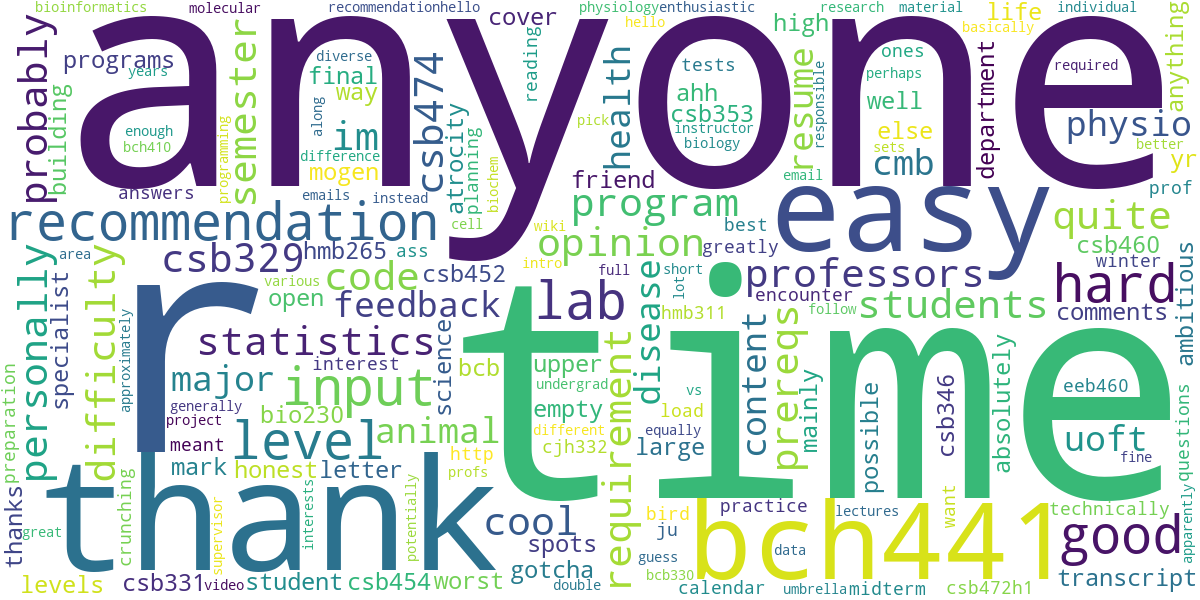 anyone
time
r
thank
easy
bch441
recommendation
hard
good
level
input
lab
im
csb474
professors
program
opinion
quite
uoft
physio
cmb
students
statistics
code
feedback
csb329
difficulty
personally
probably
semester
requirement
disease
content
prereqs
resume
health
animal
major
cool
department
absolutely
mainly
possible
csb346
ambitious
anything
transcript
technically
comments
winter
csb460
prof
yr
life
high
cover
friend
programs
building
answers
final
way
mogen
atrocity
planning
reading
ahh
csb353
tests
instructor
biology
well
else
ones
perhaps
sets
required
basically
individual
material
research
enthusiastic
physiology
hello
recommendationhello
molecular
bioinformatics
years
enough
bch410
programming
diverse
along
difference
emails
instead
cell
biochem
pick
wiki
intro
full
best
greatly
responsible
email
better
area
specialist
hmb265
ass
csb452
various
open
interest
science
bcb
upper
undergrad
empty
different
cjh332
short
lot
hmb311
encounter
follow
vs
load
equally
large
eeb460
fine
questions
apparently
approximately
generally
project
meant
bio230
mark
honest
letter
http
profs
preparation
thanks
great
levels
crunching
csb331
video
supervisor
student
interests
csb454
potentially
worst
spots
gotcha
double
bird
ju
guess
bcb330
practice
data
calendar
umbrella
lectures
midterm
want
csb472h1